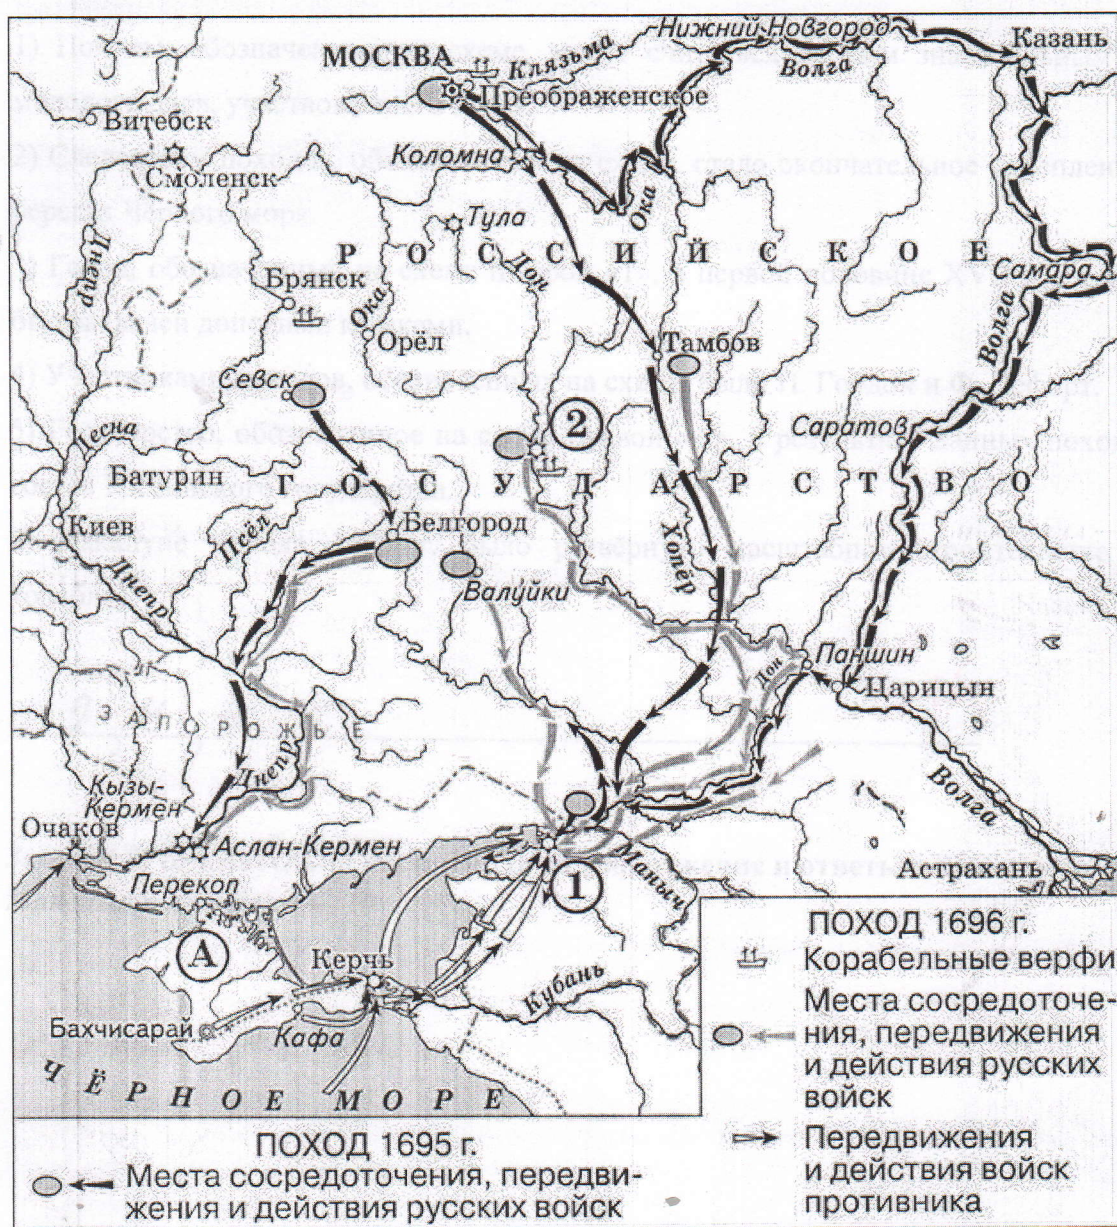 Нижний Новгород
Казань
МОСКВА
Клязьма
Волга
Преображенское
Витебск
Коломна
Смоленск
Ока
Тула
Днепр
Дон
РОССИЙСКОЕ
Самара
Брянск
Ока
Волга
Орёл
Тамбов
Севск
2
Саратов
Десна
Батурин
ГОСУДАРСТВО
Киев
Псёл
Белгород
Хопёр
Валуйки
Днепр
Паншин
Дон
Царицын
ЗАПОРОЖЬЕ
Днепр
Кызы-
Кермен
Волга
Очаков
Аслан-Кермен
Маныч
Астрахань
Перекоп
1
А
Керчь
Кубань
Бахчисарай
Кафа
ЧЁРНОЕ МОРЕ
ПОХОД 1696 г.
Корабельные верфи
Места сосредоточе-
ния, передвижения
и действия русских
войск
Передвижения
и действия войск
противника
ПОХОД 1695 г.
Места сосредоточения, передви-
жения и действия русских войск